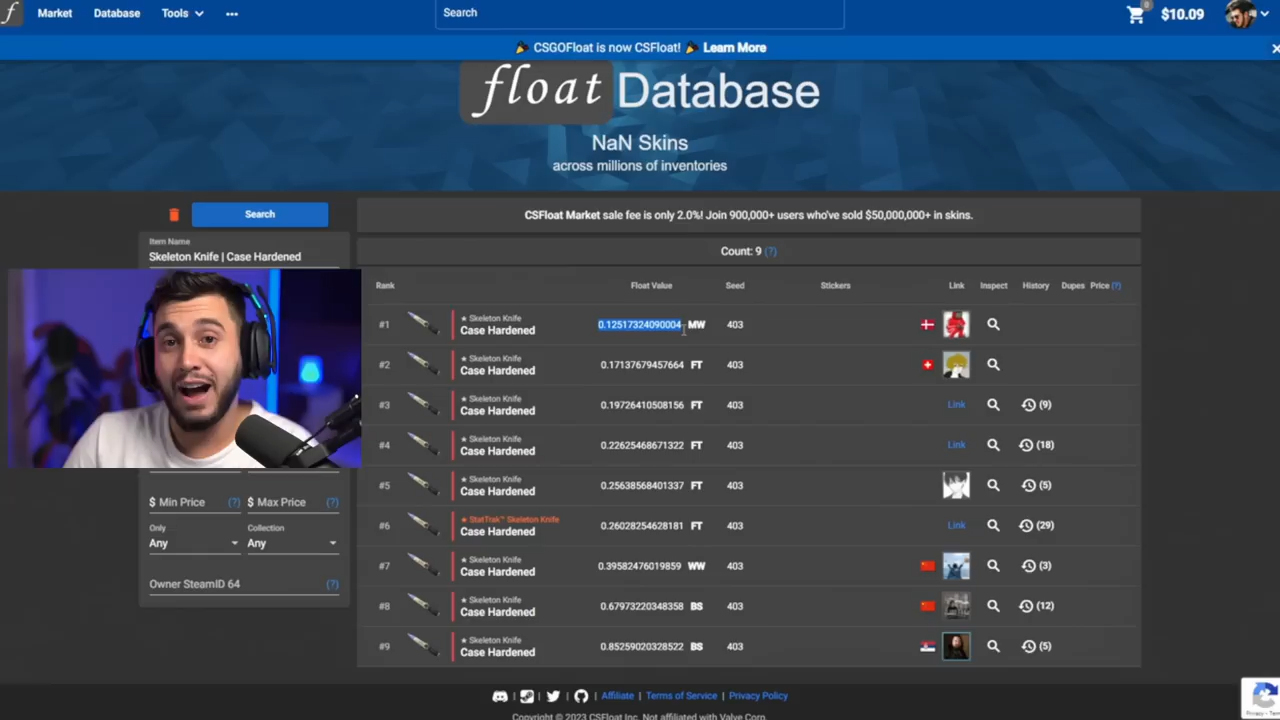 f
Market
Database
Tools
Search
0
$10.09
🎉 CSGOFloat is now CSFloat! 🎉 Learn More
float Database
NaN Skins
across millions of inventories
Search
CSFloat Market sale fee is only 2.0%! Join 900,000+ users who've sold $50,000,000+ in skins.
Item Name
Skeleton Knife | Case Hardened
Count: 9 (?)
Rank Float Value Seed Stickers Link Inspect History Dupes Price (?)
#1 ★ Skeleton Knife
Case Hardened 0.12517324090004 MW 403
#2 ★ Skeleton Knife
Case Hardened 0.17137679457664 FT 403
#3 ★ Skeleton Knife
Case Hardened 0.19726410508156 FT 403 Link (9)
#4 ★ Skeleton Knife
Case Hardened 0.22625468671322 FT 403 Link (18)
#5 ★ Skeleton Knife
Case Hardened 0.25638568401337 FT 403 (5)
#6 ★ StatTrak™ Skeleton Knife
Case Hardened 0.26028254628181 FT 403 Link (29)
#7 ★ Skeleton Knife
Case Hardened 0.39582476019859 WW 403 (3)
#8 ★ Skeleton Knife
Case Hardened 0.67973220348358 BS 403 (12)
#9 ★ Skeleton Knife
Case Hardened 0.85259020328522 BS 403 (5)
$ Min Price (?) $ Max Price (?)
Only Collection
Any Any
Owner SteamID 64 (?)
Affiliate | Terms of Service | Privacy Policy
Copyright © 2023 CSFloat Inc. Not affiliated with Valve Corp.